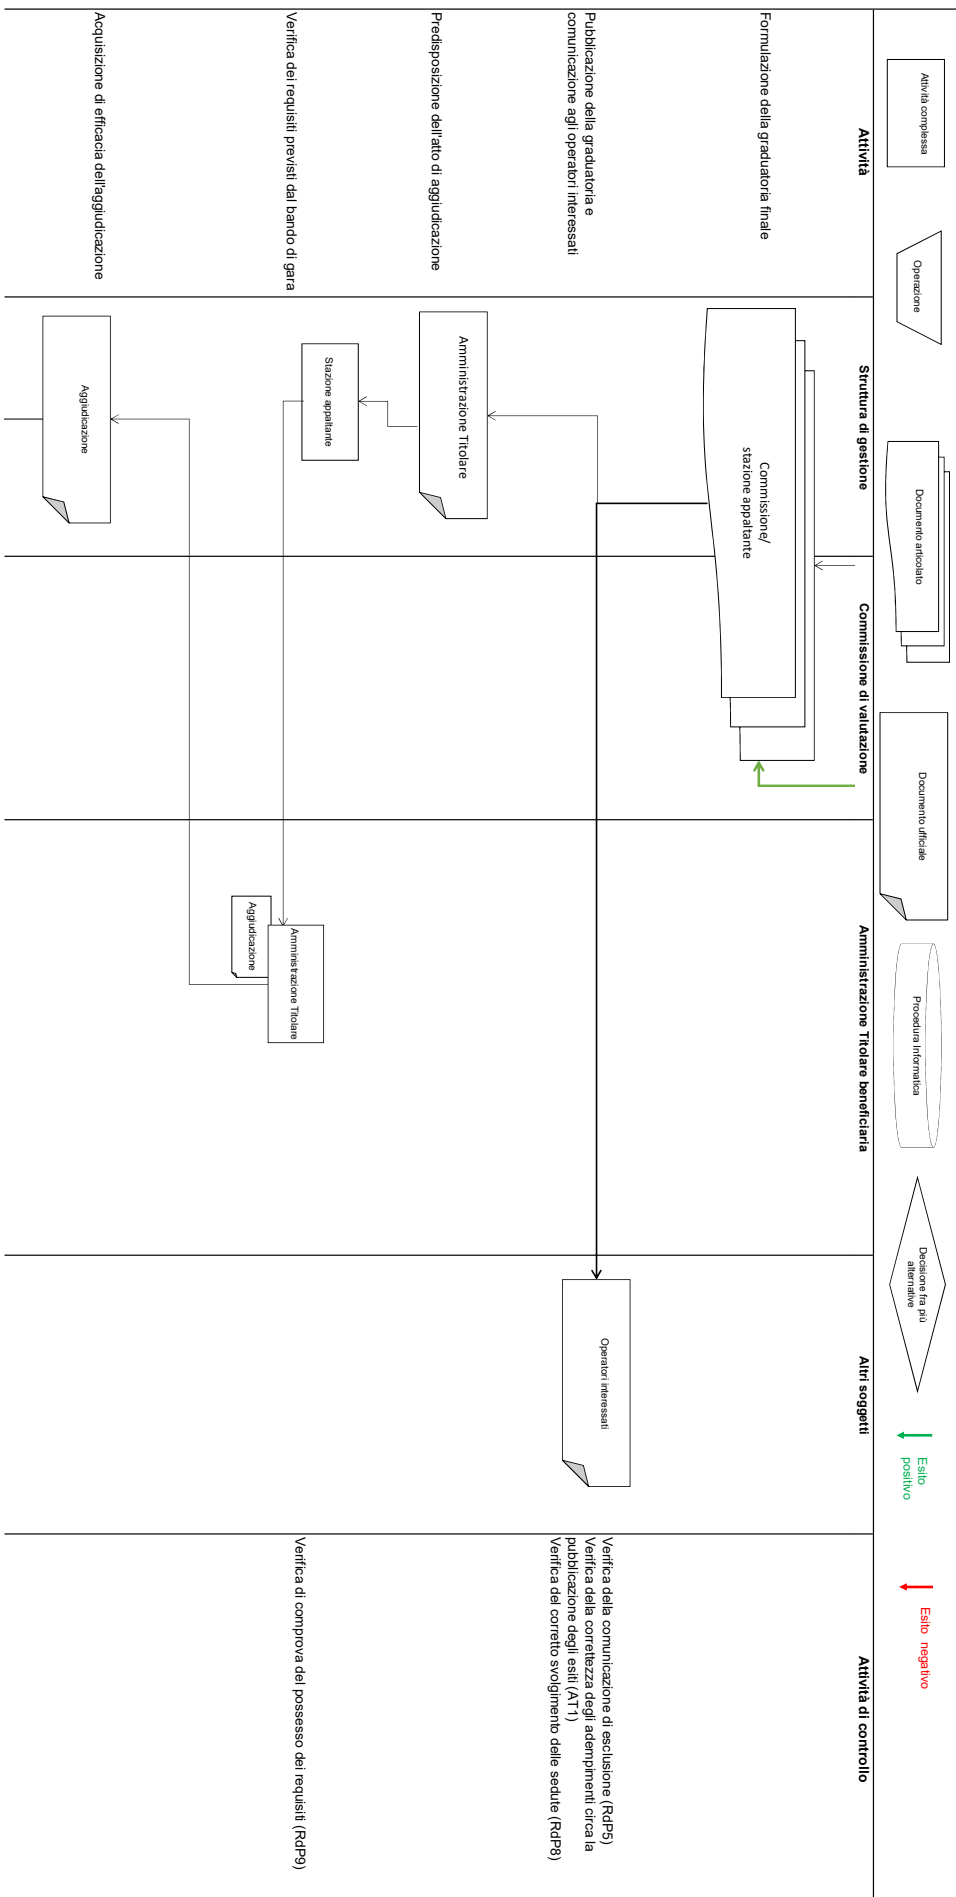 Attività complessa
Operazione
Documento articolato
Documento ufficiale
Procedura Informatica
Decisione fra più
alternative
Esito
positivo
Esito negativo
Attività
Struttura di gestione
Commissione di valutazione
Amministrazione Titolare beneficiaria
Altri soggetti
Attività di controllo
Formulazione della graduatoria finale
Commissione/
stazione appaltante
Pubblicazione della graduatoria e
comunicazione agli operatori interessati
Operatori interessati
Verifica della comunicazione di esclusione (RdP5)
Verifica della correttezza degli adempimenti circa la
pubblicazione degli esiti (AT1)
Verifica del corretto svolgimento delle sedute (RdP8)
Predisposizione dell'atto di aggiudicazione
Amministrazione Titolare
Verifica dei requisiti previsti dal bando di gara
Stazione appaltante
Amministrazione Titolare
Aggiudicazione
Verifica di comprova del possesso dei requisiti (RdP9)
Acquisizione di efficacia dell'aggiudicazione
Aggiudicazione